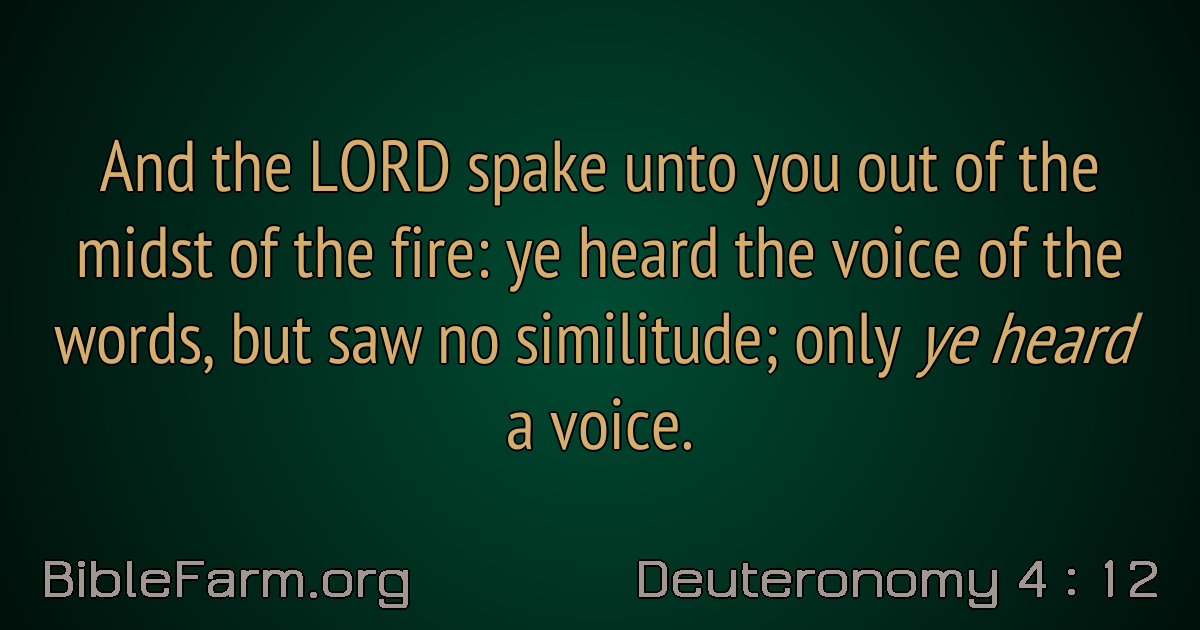 And the LORD spake unto you out of the
midst of the fire: ye heard the voice of the
words, but saw no similitude; only ye heard
a voice.
BibleFarm.org
Deuteronomy 4 : 12